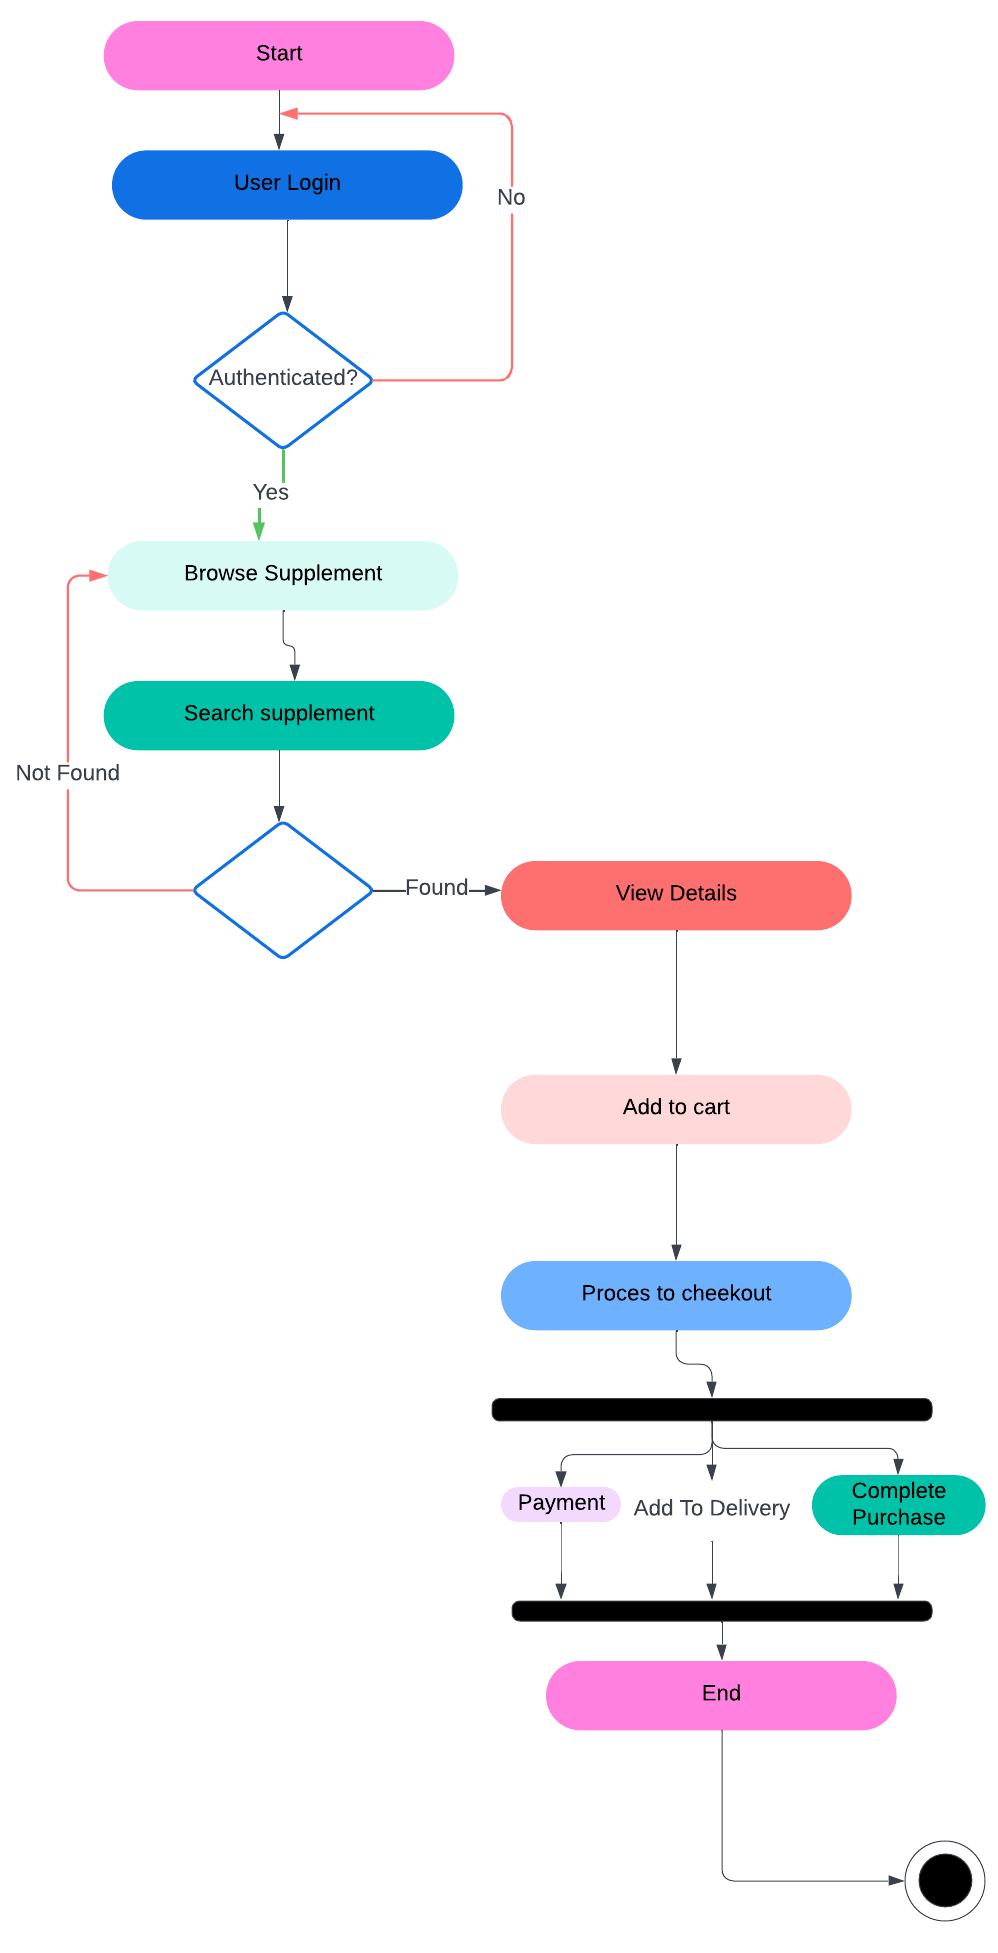 Start
User Login
No
Authenticated?
Yes
Browse Supplement
Search supplement
Not Found
Found
View Details
Add to cart
Proces to cheekout
Payment
Add To Delivery
Complete
Purchase
End